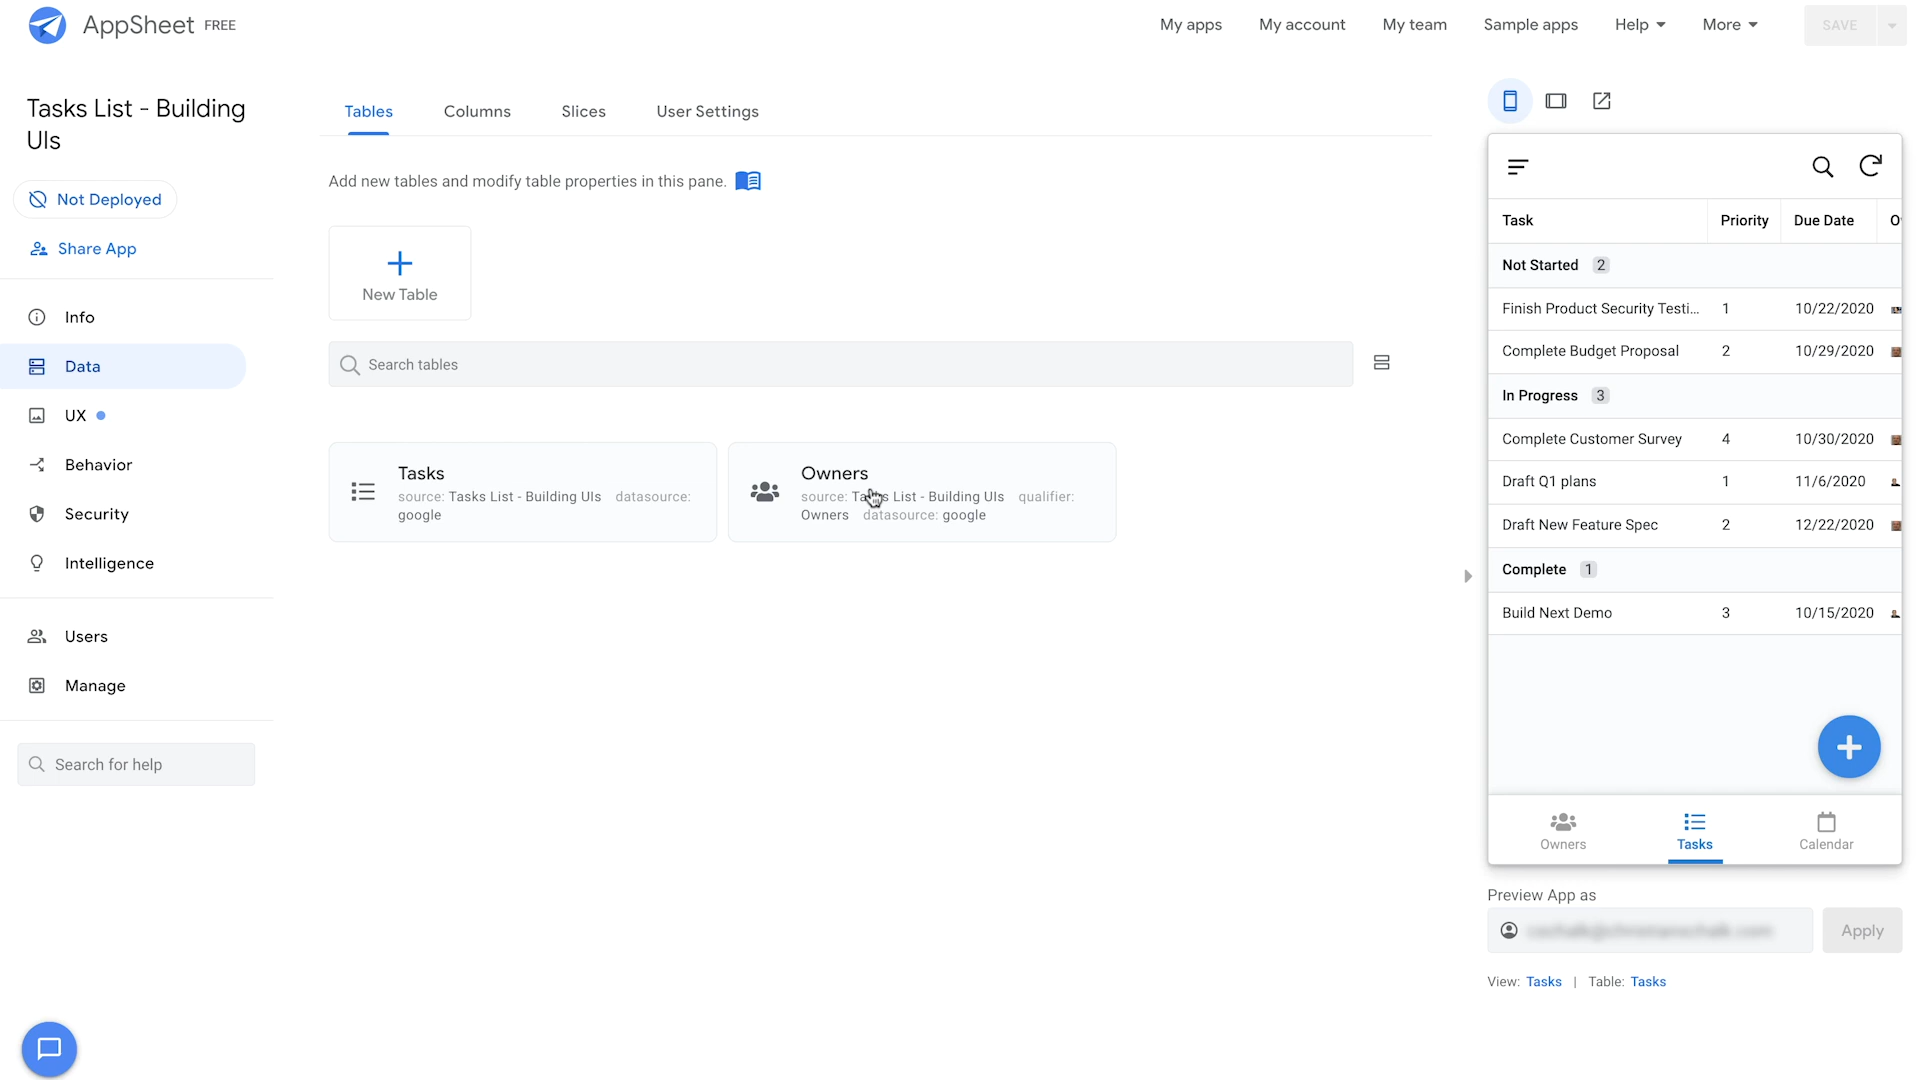 AppSheet FREE
My apps
My account
My team
Sample apps
Help
More
SAVE
Tasks List - Building
UIs
Not Deployed
Share App
Info
Data
UX
Behavior
Security
Intelligence
Users
Manage
Search for help
Tables
Columns
Slices
User Settings
Add new tables and modify table properties in this pane.
New Table
Search tables
Tasks
source: Tasks List - Building UIs datasource:
google
Owners
source: Tasks List - Building UIs qualifier:
Owners datasource: google
Task Priority Due Date
Not Started 2
Finish Product Security Testi... 1 10/22/2020
Complete Budget Proposal 2 10/29/2020
In Progress 3
Complete Customer Survey 4 10/30/2020
Draft Q1 plans 1 11/6/2020
Draft New Feature Spec 2 12/22/2020
Complete 1
Build Next Demo 3 10/15/2020
Owners
Tasks
Calendar
Preview App as
Apply
View: Tasks | Table: Tasks